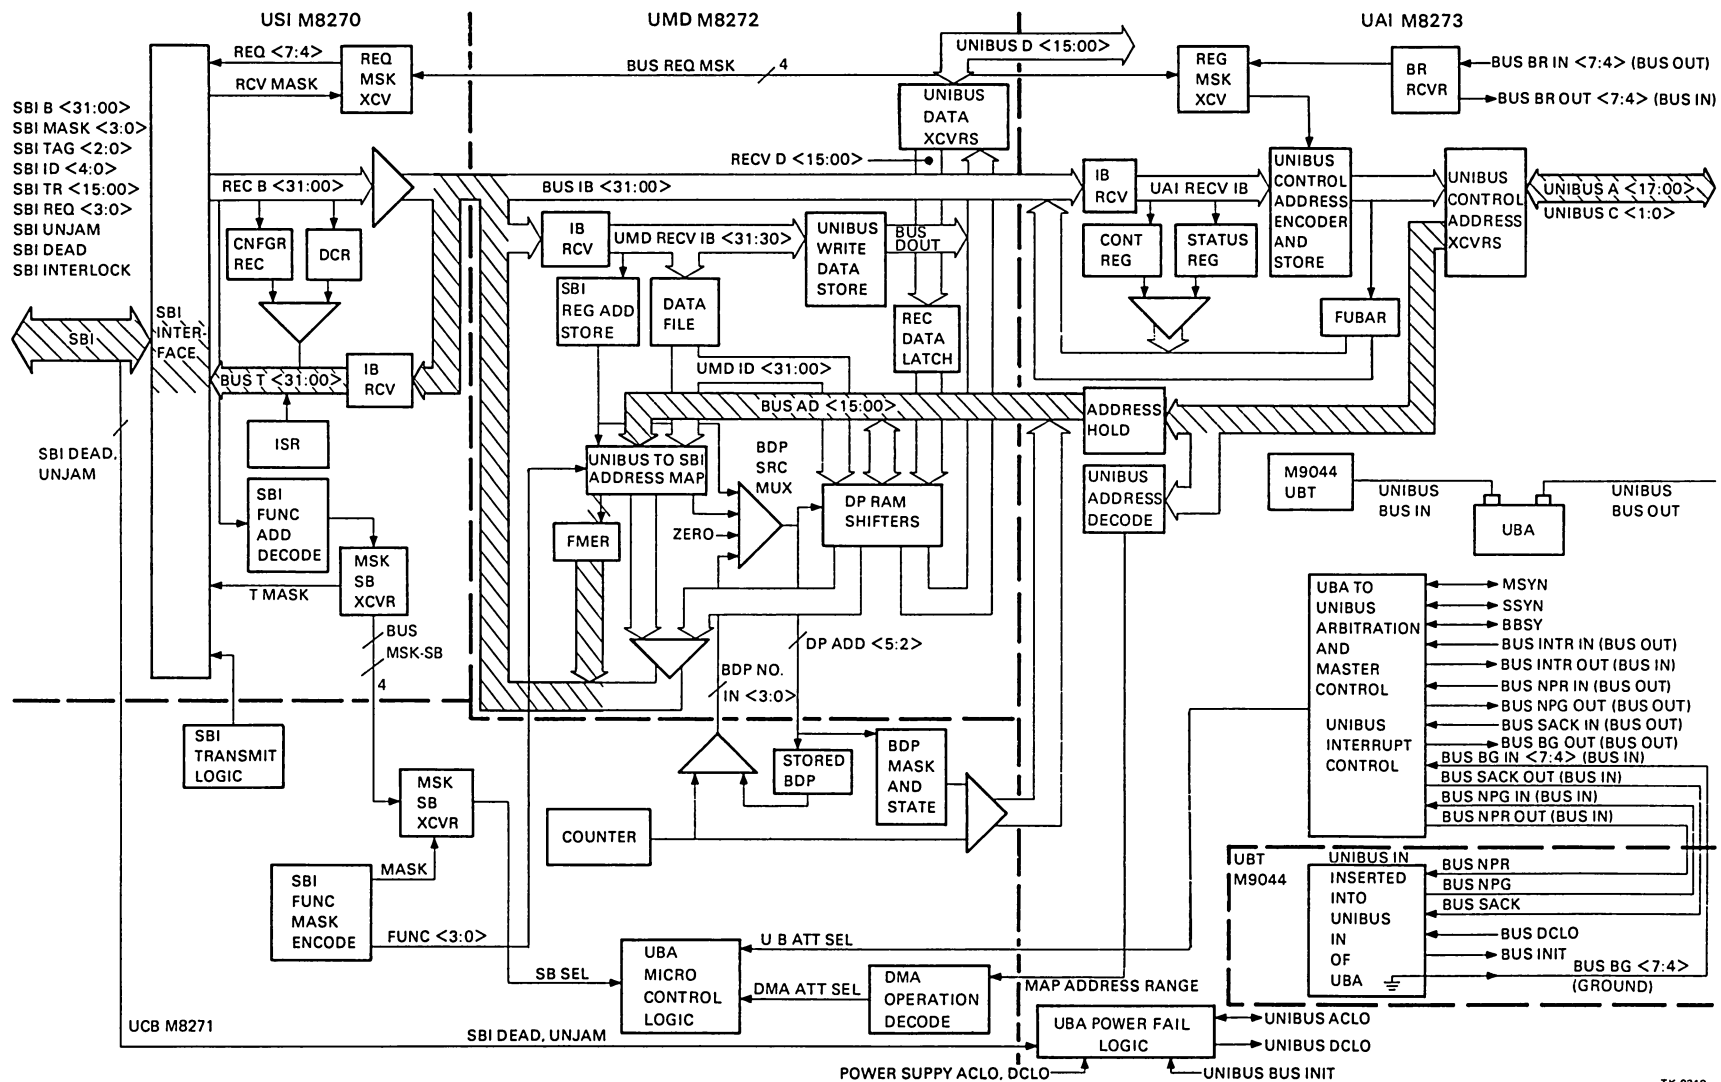 USI M8270
UMD M8272
UAI M8273
REQ <7:4>
RCV MASK
REQ
MSK
XCV
BUS REQ MSK
4
UNIBUS D <15:00>
REG
MSK
XCV
BR
RCVR
BUS BR IN <7:4> (BUS OUT)
BUS BR OUT <7:4> (BUS IN)
SBI B <31:00>
SBI MASK <3:0>
SBI TAG <2:0>
SBI ID <4:0>
SBI TR <15:00>
SBI REQ <3:0>
SBI UNJAM
SBI DEAD
SBI INTERLOCK
UNIBUS
DATA
XCVRS
RECV D <15:00>
REC B <31:00>
BUS IB <31:00>
IB
RCV
UAI RECV IB
UNIBUS
CONTROL
ADDRESS
ENCODER
AND
STORE
UNIBUS
CONTROL
ADDRESS
XCVRS
UNIBUS A <17:00>
UNIBUS C <1:0>
CNFGR
REC
DCR
IB
RCV
UMD RECV IB <31:30>
UNIBUS
WRITE
DATA
STORE
BUS
DOUT
CONT
REG
STATUS
REG
SBI
REG ADD
STORE
DATA
FILE
REC
DATA
LATCH
FUBAR
SBI
SBI
INTER-
FACE
BUS T <31:00>
IB
RCV
UMD ID <31:00>
BUS AD <15:00>
ADDRESS
HOLD
ISR
SBI DEAD,
UNJAM
UNIBUS TO SBI
ADDRESS MAP
BDP
SRC
MUX
DP RAM
SHIFTERS
UNIBUS
ADDRESS
DECODE
M9044
UBT
UNIBUS
BUS IN
UBA
UNIBUS
BUS OUT
SBI
FUNC
ADD
DECODE
FMER
ZERO
MSK
SB
XCVR
T MASK
BUS
MSK-SB
4
DP ADD <5:2>
BDP NO.
IN <3:0>
UBA TO
UNIBUS
ARBITRATION
AND
MASTER
CONTROL
UNIBUS
INTERRUPT
CONTROL
MSYN
SSYN
BBSY
BUS INTR IN (BUS OUT)
BUS INTR OUT (BUS IN)
BUS NPR IN (BUS OUT)
BUS NPG OUT (BUS OUT)
BUS SACK IN (BUS OUT)
BUS BG OUT (BUS OUT)
BUS BG IN <7:4> (BUS IN)
BUS SACK OUT (BUS IN)
BUS NPG IN (BUS IN)
BUS NPR OUT (BUS IN)
SBI
TRANSMIT
LOGIC
STORED
BDP
BDP
MASK
AND
STATE
MSK
SB
XCVR
COUNTER
MASK
SBI
FUNC
MASK
ENCODE
FUNC <3:0>
UBT
M9044
UNIBUS IN
INSERTED
INTO
UNIBUS
IN
OF
UBA
BUS NPR
BUS NPG
BUS SACK
BUS DCLO
BUS INIT
BUS BG <7:4>
(GROUND)
SB SEL
UBA
MICRO
CONTROL
LOGIC
U B ATT SEL
DMA ATT SEL
DMA
OPERATION
DECODE
MAP ADDRESS RANGE
UCB M8271
SBI DEAD, UNJAM
UBA POWER FAIL
LOGIC
UNIBUS ACLO
UNIBUS DCLO
POWER SUPPLY ACLO, DCLO
UNIBUS BUS INIT